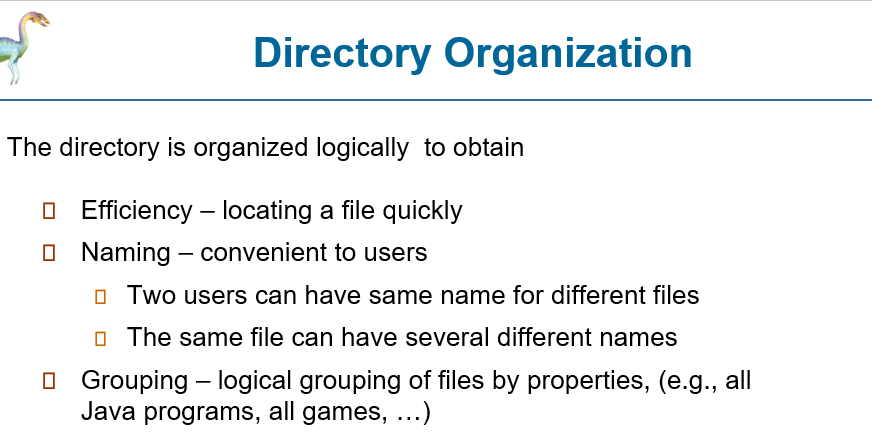 Directory Organization
The directory is organized logically  to obtain
Efficiency – locating a file quickly
Naming – convenient to users
Two users can have same name for different files
The same file can have several different names
Grouping – logical grouping of files by properties, (e.g., all
Java programs, all games, …)